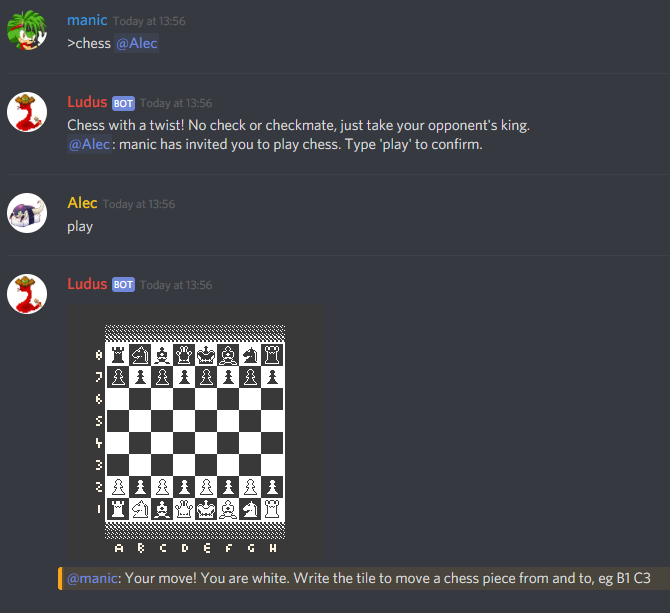 manic Today at 13:56
>chess @Alec
Ludus BOT Today at 13:56
Chess with a twist! No check or checkmate, just take your opponent's king.
@Alec: manic has invited you to play chess. Type 'play' to confirm.
Alec Today at 13:56
play
Ludus BOT Today at 13:56
8
7
6
5
4
3
2
1
A B C D E F G H
@manic: Your move! You are white. Write the tile to move a chess piece from and to, eg B1 C3